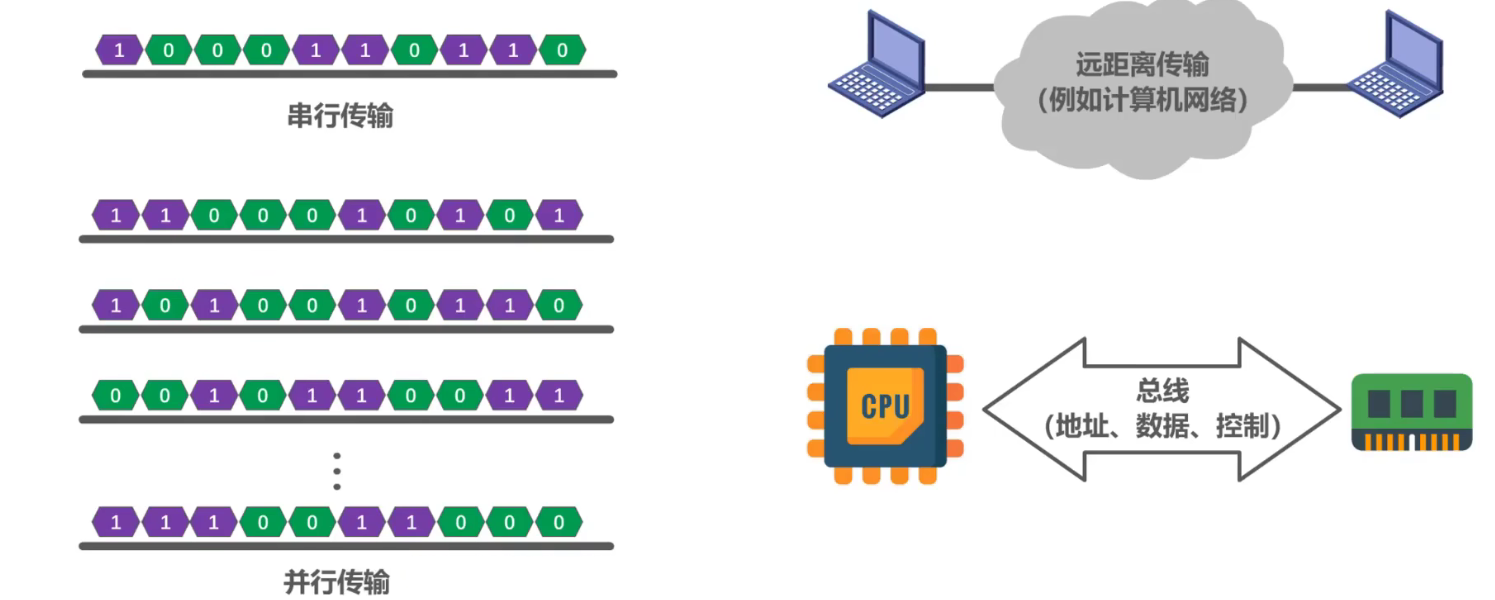 1 0 0 0 1 1 0 1 1 0
串行传输
远距离传输
（例如计算机网络）
1 1 0 0 0 1 0 1 0 1
1 0 1 0 0 1 0 1 1 0
0 0 1 0 1 1 0 0 1 1
1 1 1 0 0 1 1 0 0 0
并行传输
CPU
总线
（地址、数据、控制）